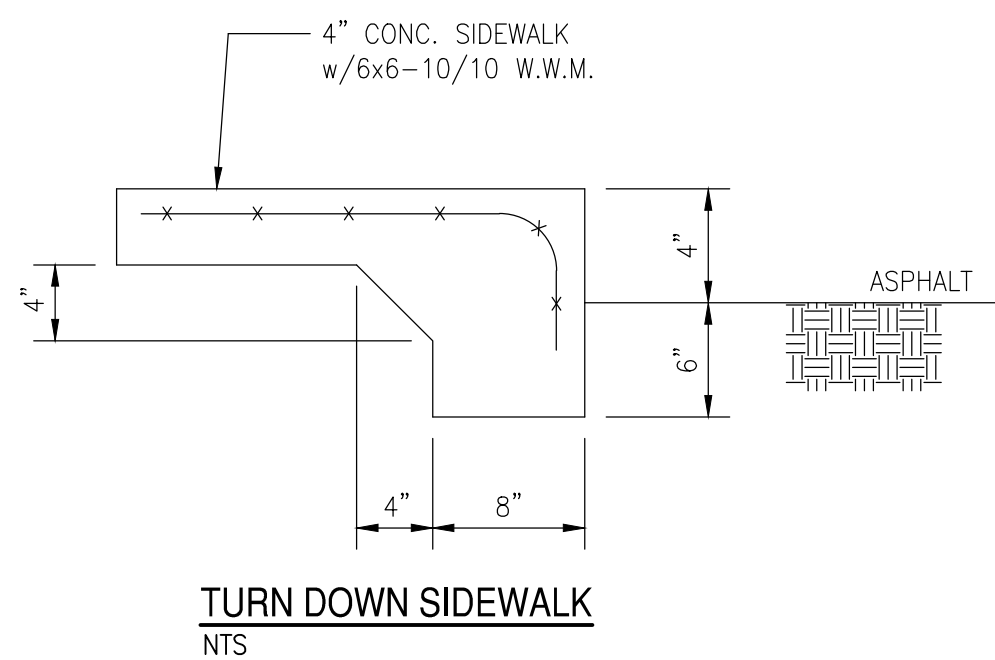 4” CONC. SIDEWALK
w/6x6-10/10 W.W.M.
4”
4”
ASPHALT
6”
4”
8”
TURN DOWN SIDEWALK
NTS